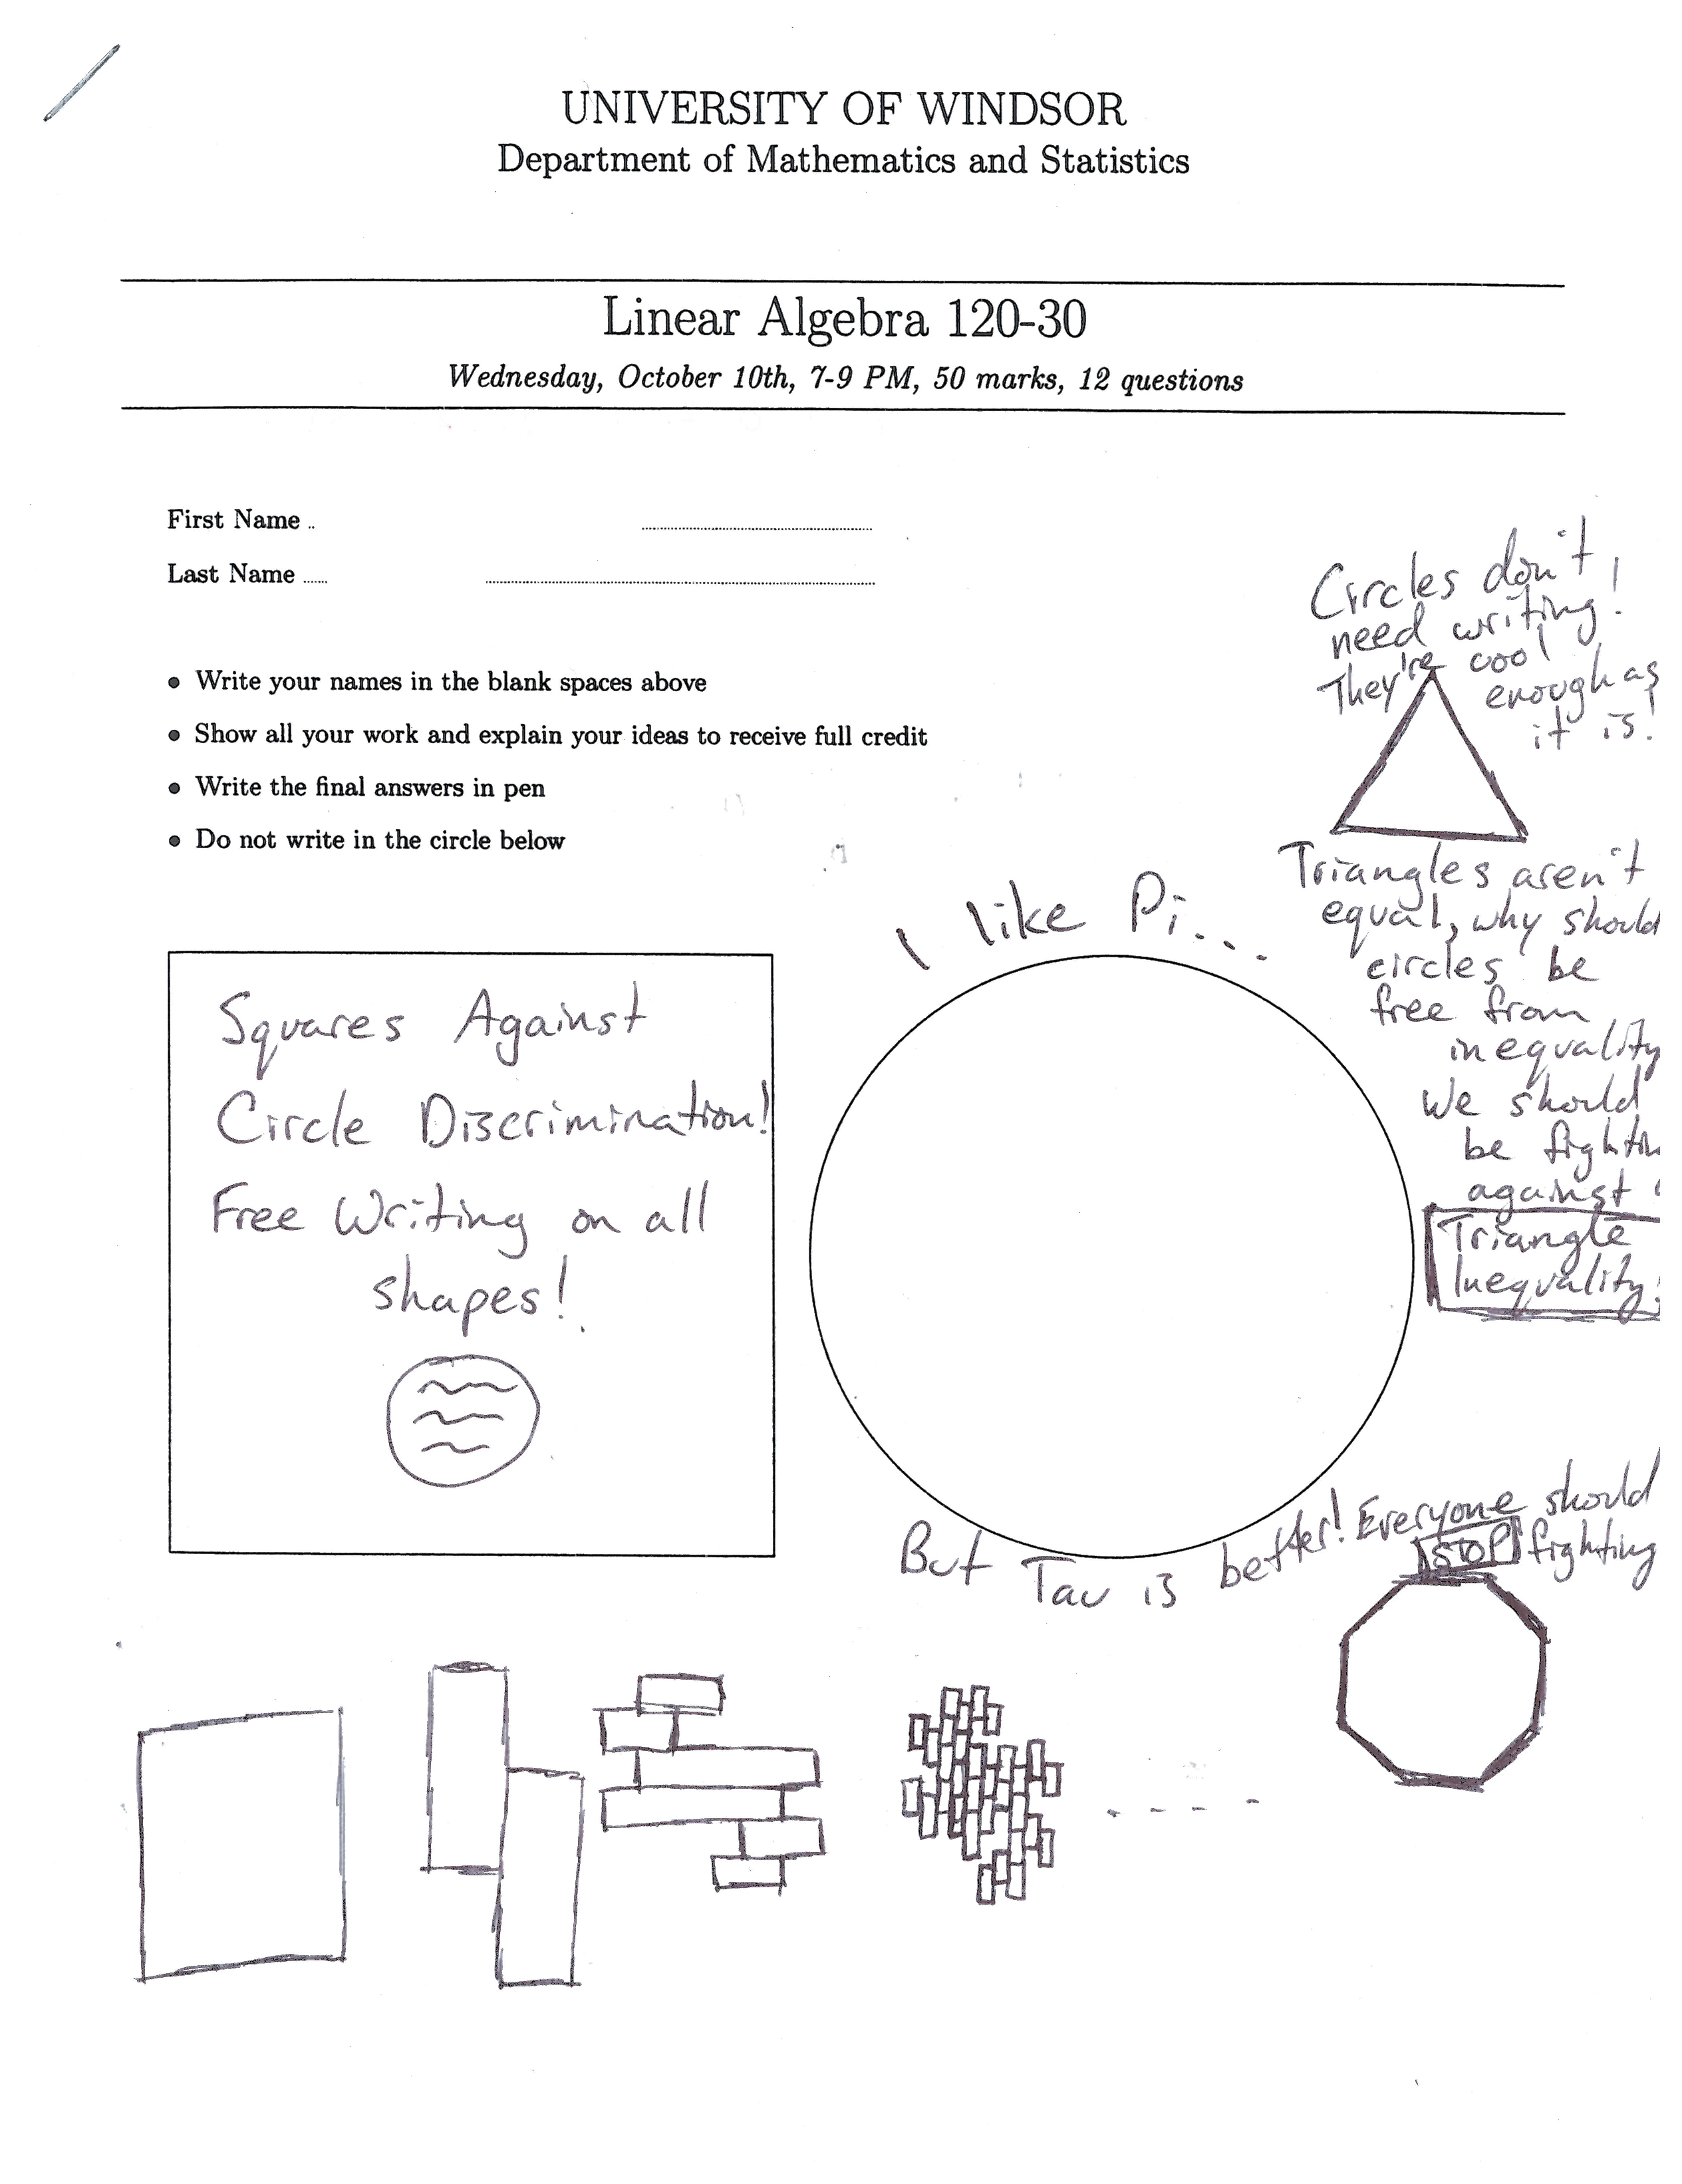 UNIVERSITY OF WINDSOR
Department of Mathematics and Statistics
Linear Algebra 120-30
Wednesday, October 10th, 7-9 PM, 50 marks, 12 questions
First Name ..
Last Name ......
• Write your names in the blank spaces above
• Show all your work and explain your ideas to receive full credit
• Write the final answers in pen
• Do not write in the circle below
Circles don't
need writing!
They're cool
enough as
it is!
Triangles aren't
equal, why should
circles be
free from
inequality
We should
be fightin
against
Triangle
Inequality!
I like Pi...
Squares Against
Circle Discrimination!
Free Writing on all
shapes!
But Tau is better!
Everyone should
STOP fighting